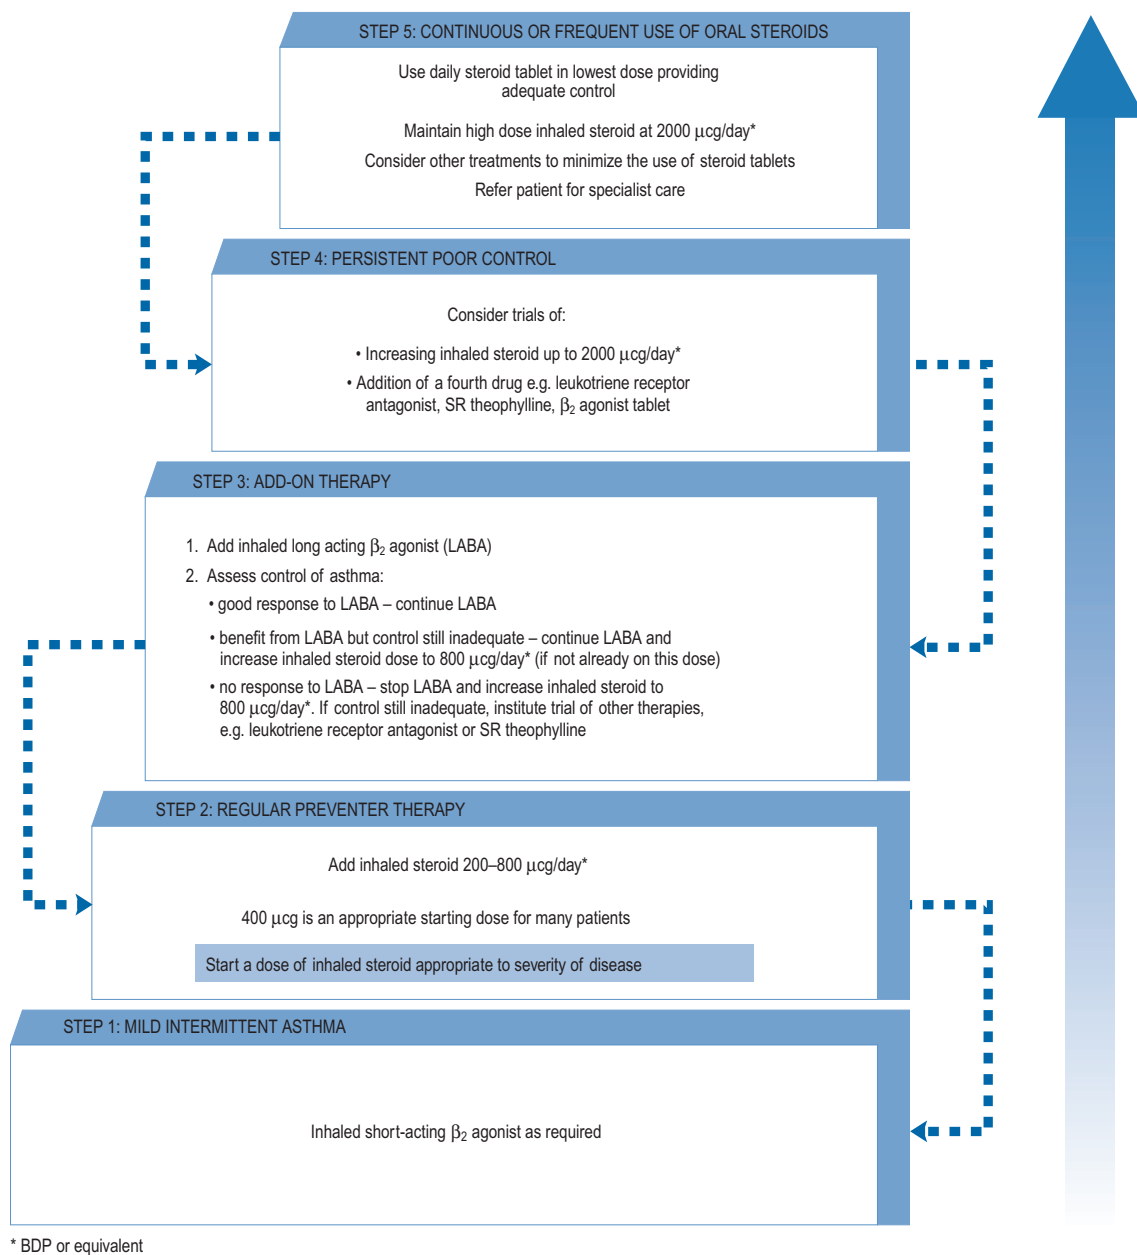 STEP 5: CONTINUOUS OR FREQUENT USE OF ORAL STEROIDS
Use daily steroid tablet in lowest dose providing
adequate control
Maintain high dose inhaled steroid at 2000 μcg/day*
Consider other treatments to minimize the use of steroid tablets
Refer patient for specialist care
STEP 4: PERSISTENT POOR CONTROL
Consider trials of:
• Increasing inhaled steroid up to 2000 μcg/day*
• Addition of a fourth drug e.g. leukotriene receptor
antagonist, SR theophylline, β₂ agonist tablet
STEP 3: ADD-ON THERAPY
1. Add inhaled long acting β₂ agonist (LABA)
2. Assess control of asthma:
• good response to LABA – continue LABA
• benefit from LABA but control still inadequate – continue LABA and
increase inhaled steroid dose to 800 μcg/day* (if not already on this dose)
• no response to LABA – stop LABA and increase inhaled steroid to
800 μcg/day*. If control still inadequate, institute trial of other therapies,
e.g. leukotriene receptor antagonist or SR theophylline
STEP 2: REGULAR PREVENTER THERAPY
Add inhaled steroid 200–800 μcg/day*
400 μcg is an appropriate starting dose for many patients
Start a dose of inhaled steroid appropriate to severity of disease
STEP 1: MILD INTERMITTENT ASTHMA
Inhaled short-acting β₂ agonist as required
* BDP or equivalent